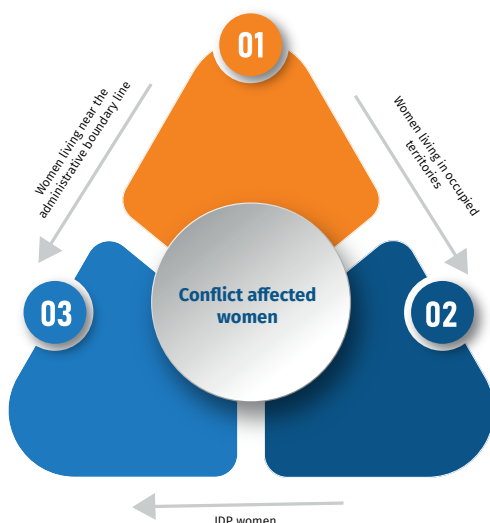 01
Women living near the
administrative boundary line
Women living in occupied
territories
Conflict affected
women
03
02
IDP women